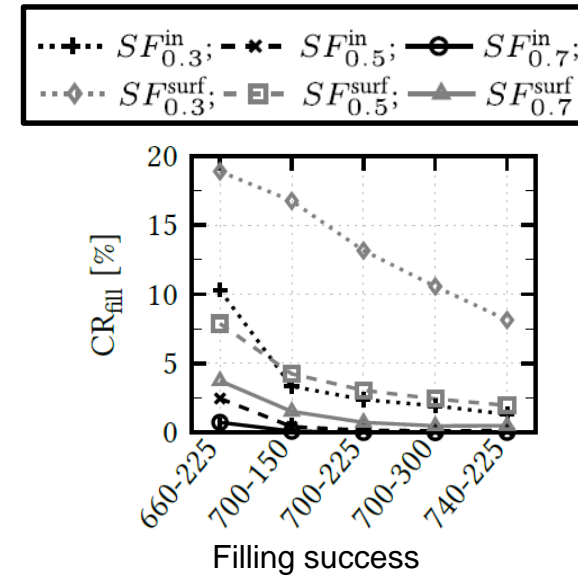 SF^in_0.3; SF^in_0.5; SF^in_0.7;
SF^surf_0.3; SF^surf_0.5; SF^surf_0.7
20
15
10
5
0
CR_fill [%]
660-225 700-150 700-225 700-300 740-225
Filling success